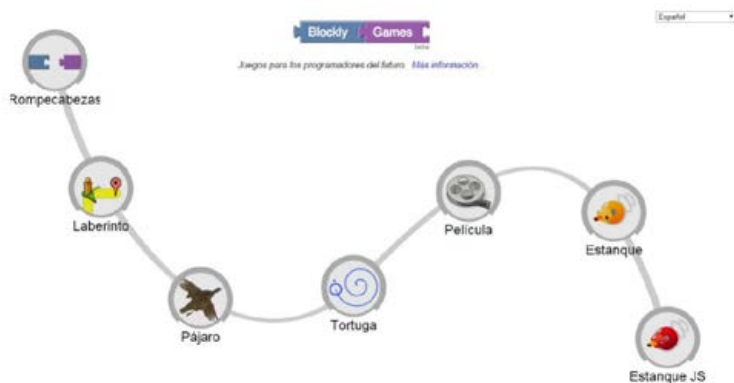 Español
Blockly Games
beta
Juegos para los programadores del futuro. Más información...
Rompecabezas
Laberinto
Pájaro
Tortuga
Película
Estanque
Estanque JS